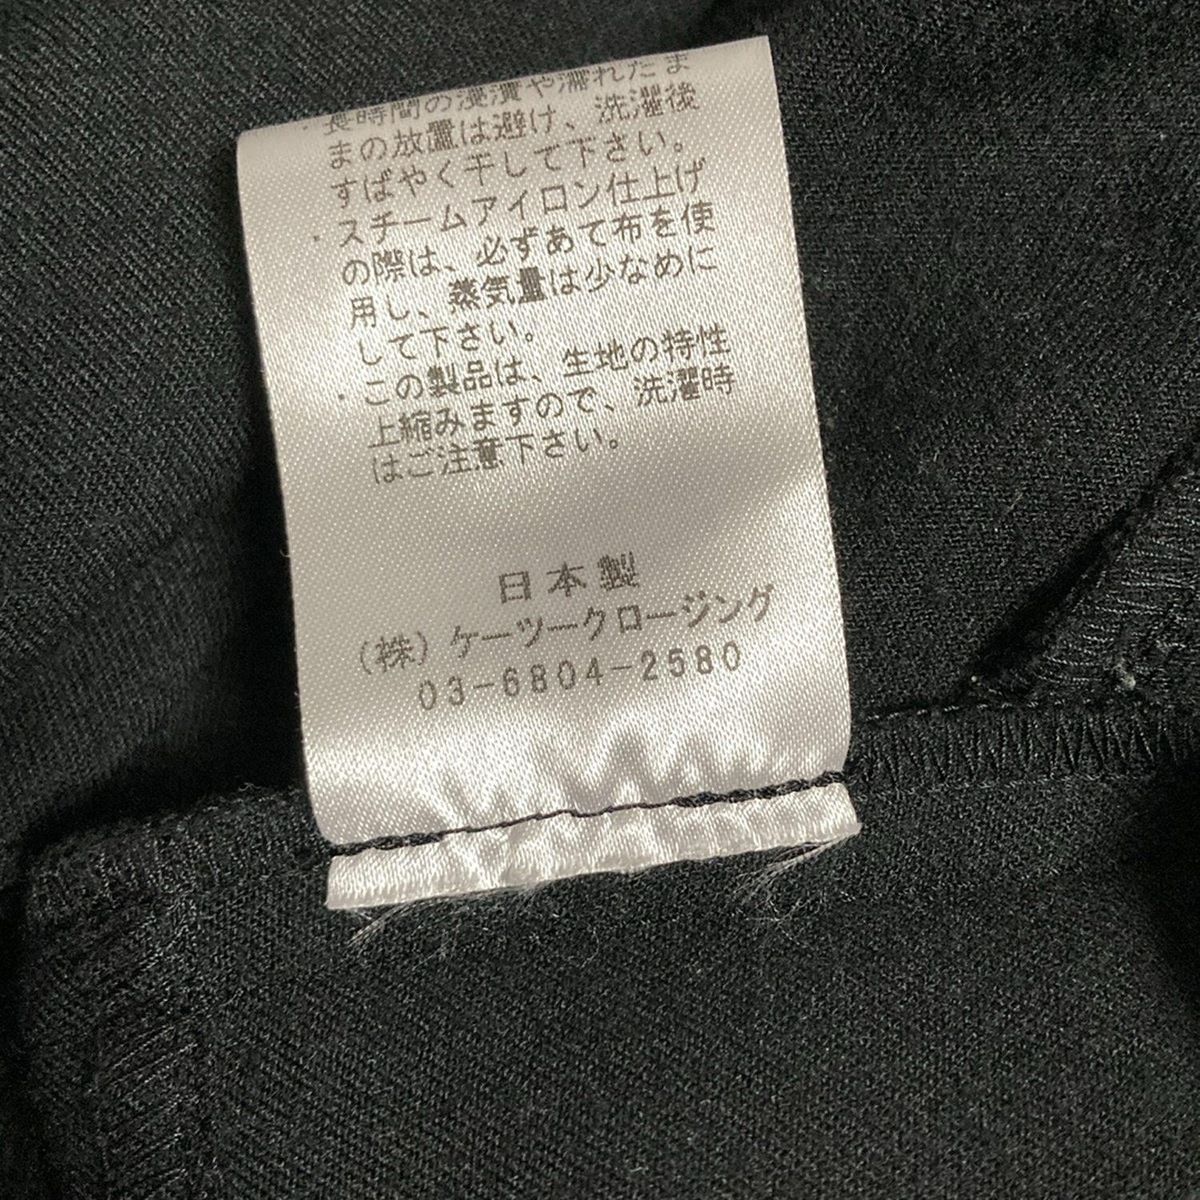 ・長時間の浸漬や濡れたま
まの放置は避け、洗濯後
すばやく干して下さい。
・スチームアイロン仕上げ
の際は、必ずあて布を使
用し、蒸気量は少なめに
して下さい。
・この製品は、生地の特性
上縮みますので、洗濯時
はご注意下さい。
日本製
(株)ケーツークロージング
03-6804-2580